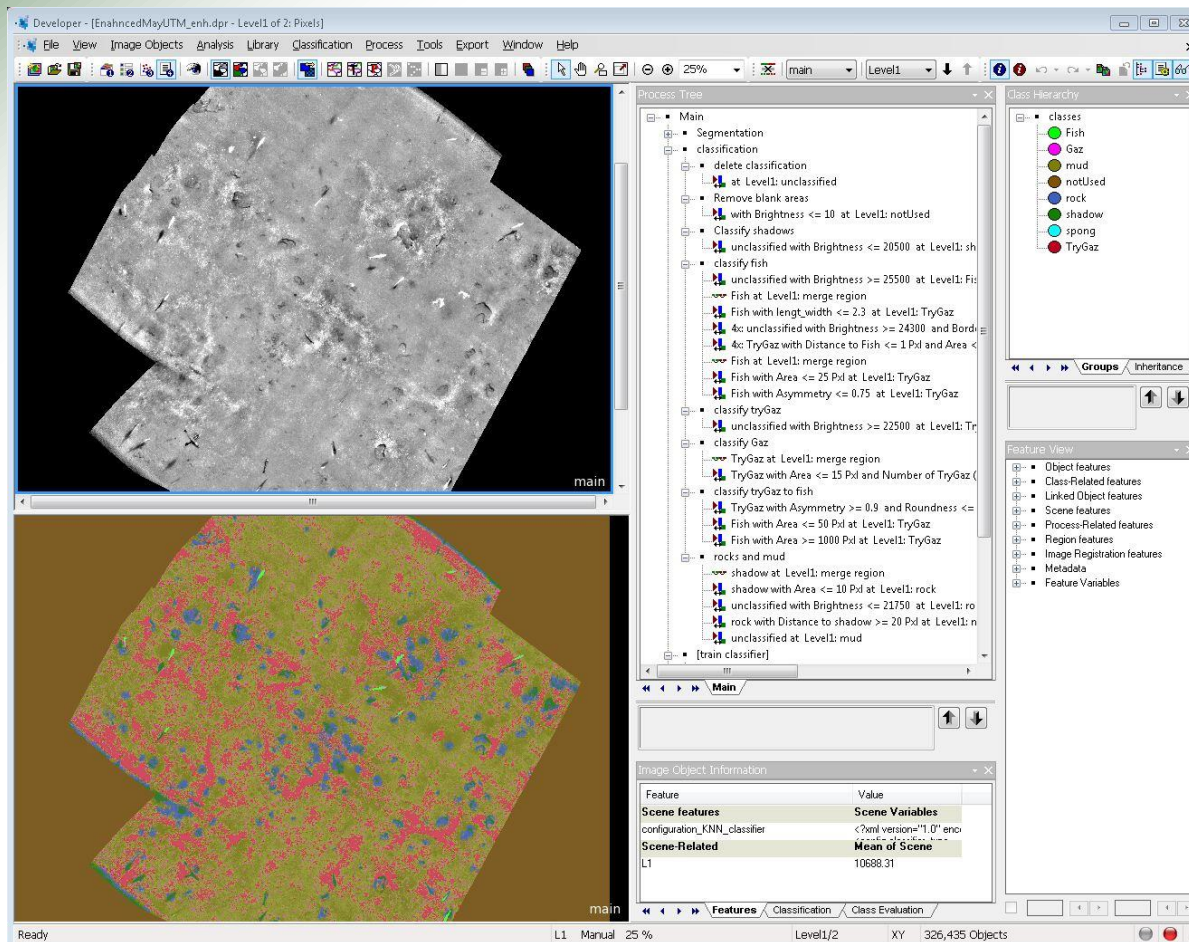 Developer - [EnahncedMayUTM_enh.dpr - Level1 of 2: Pixels]
File View Image Objects Analysis Library Classification Process Tools Export Window Help
25% main Level1
main
main
Process Tree
Main
Segmentation
classification
delete classification
at Level1: unclassified
Remove blank areas
with Brightness <= 10 at Level1: notUsed
Classify shadows
unclassified with Brightness <= 20500 at Level1: sh
classify fish
unclassified with Brightness >= 25500 at Level1: Fis
Fish at Level1: merge region
Fish with lengt_width <= 2.3 at Level1: TryGaz
4x: unclassified with Brightness >= 24300 and Bord
4x: TryGaz with Distance to Fish <= 1 Pxl and Area <
Fish at Level1: merge region
Fish with Area <= 25 Pxl at Level1: TryGaz
Fish with Asymmetry <= 0.75 at Level1: TryGaz
classify tryGaz
unclassified with Brightness >= 22500 at Level1: Tr
classify Gaz
TryGaz at Level1: merge region
TryGaz with Area <= 15 Pxl and Number of TryGaz (
classify tryGaz to fish
TryGaz with Asymmetry >= 0.9 and Roundness <=
Fish with Area <= 50 Pxl at Level1: TryGaz
Fish with Area >= 1000 Pxl at Level1: TryGaz
rocks and mud
shadow at Level1: merge region
shadow with Area <= 10 Pxl at Level1: rock
unclassified with Brightness <= 21750 at Level1: ro
rock with Distance to shadow >= 20 Pxl at Level1: n
unclassified at Level1: mud
[train classifier]
Main
Image Object Information
Feature Value
Scene features Scene Variables
configuration_KNN_classifier <?xml version="1.0" enc
Scene-Related Mean of Scene
L1 10688.31
Features Classification Class Evaluation
Class Hierarchy
classes
Fish
Gaz
mud
notUsed
rock
shadow
spong
TryGaz
Groups Inheritance
Feature View
Object features
Class-Related features
Linked Object features
Scene features
Process-Related features
Region features
Image Registration features
Metadata
Feature Variables
Ready L1 Manual 25 % Level1/2 XY 326,435 Objects